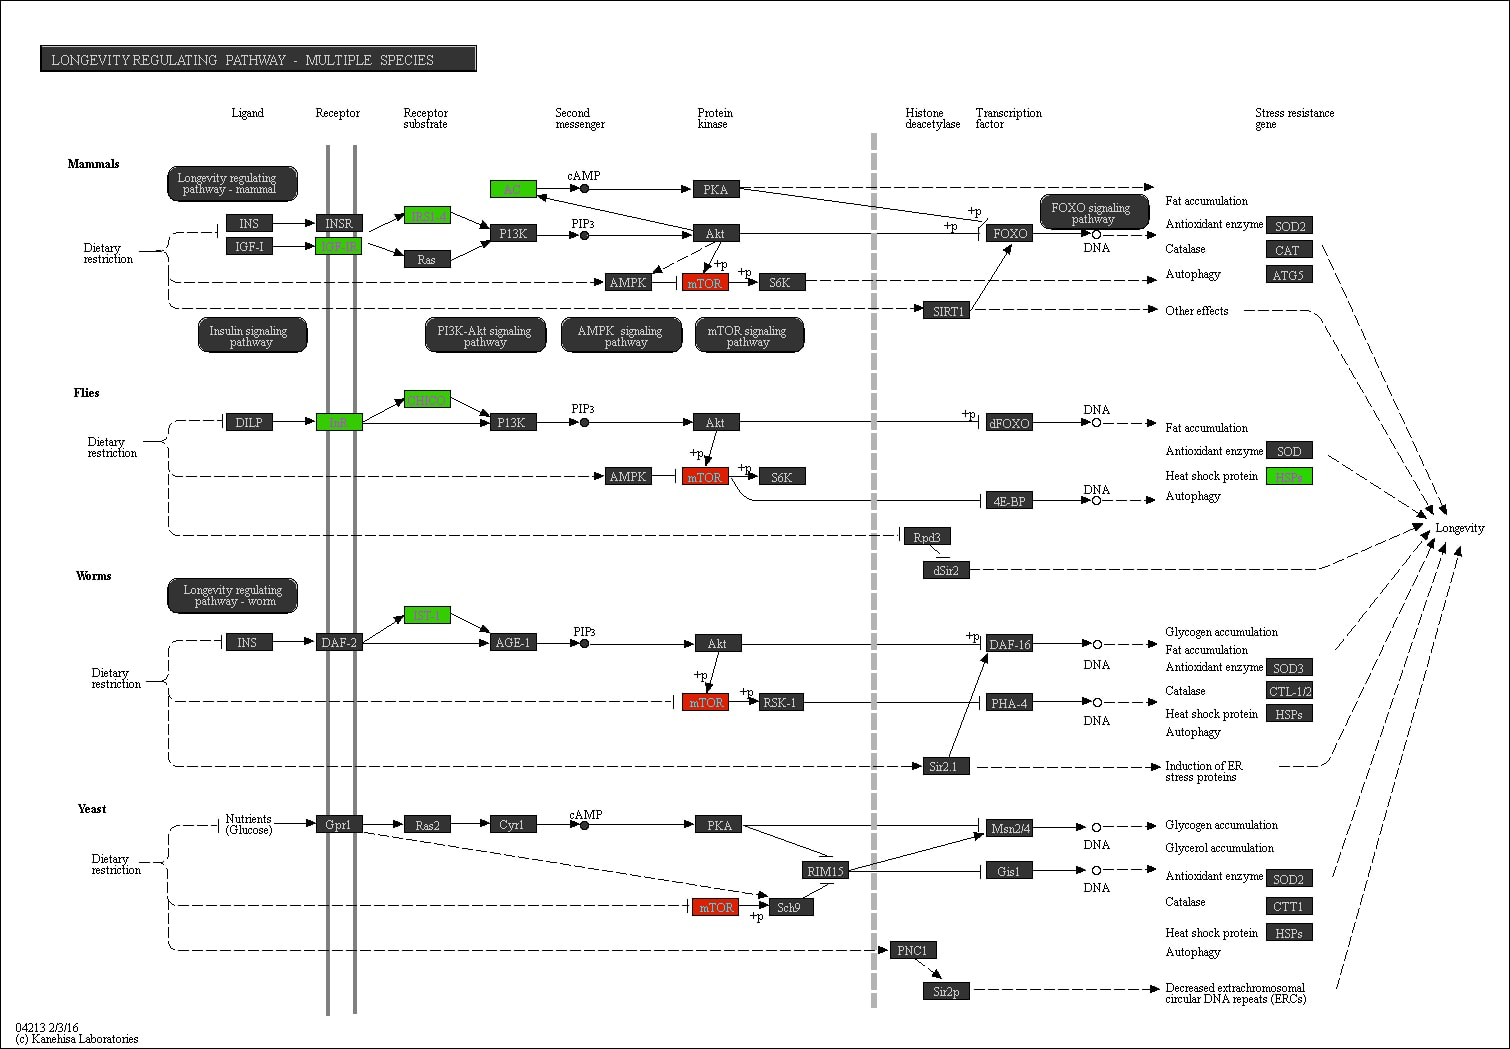 LONGEVITY REGULATING PATHWAY - MULTIPLE SPECIES
Ligand
Receptor
Receptor
substrate
Second
messenger
Protein
kinase
Histone
deacetylase
Transcription
factor
Stress resistance
gene
Mammals
Longevity regulating
pathway - mammal
AC
cAMP
PKA
INS
INSR
IRS1-4
P13K
PIP3
Akt
+p
+p
FOXO
FOXO signaling
pathway
DNA
Fat accumulation
Antioxidant enzyme
SOD2
Dietary
restriction
IGF-I
IGF-IR
Ras
Catalase
CAT
AMPK
+p
mTOR
+p
S6K
Autophagy
ATG5
SIRT1
Other effects
Insulin signaling
pathway
PI3K-Akt signaling
pathway
AMPK signaling
pathway
mTOR signaling
pathway
Flies
DILP
InR
CHICO
P13K
PIP3
Akt
+p
dFOXO
DNA
Fat accumulation
Dietary
restriction
Antioxidant enzyme
SOD
AMPK
+p
mTOR
+p
S6K
Heat shock protein
HSPs
4E-BP
DNA
Autophagy
Rpd3
dSir2
Longevity
Worms
Longevity regulating
pathway - worm
INS
DAF-2
IST-1
AGE-1
PIP3
Akt
+p
DAF-16
DNA
Glycogen accumulation
Fat accumulation
Antioxidant enzyme
SOD3
Dietary
restriction
+p
mTOR
+p
RSK-1
PHA-4
DNA
Catalase
CTL-1/2
Heat shock protein
HSPs
Autophagy
Sir2.1
Induction of ER
stress proteins
Yeast
Nutrients
(Glucose)
Gpr1
Ras2
Cyr1
cAMP
PKA
Msn2/4
DNA
Glycogen accumulation
Glycerol accumulation
Dietary
restriction
RIM15
Gis1
DNA
Antioxidant enzyme
SOD2
mTOR
+p
Sch9
Catalase
CTT1
Heat shock protein
HSPs
Autophagy
PNC1
Sir2p
Decreased extrachromosomal
circular DNA repeats (ERCs)
04213 2/3/16
(c) Kanehisa Laboratories